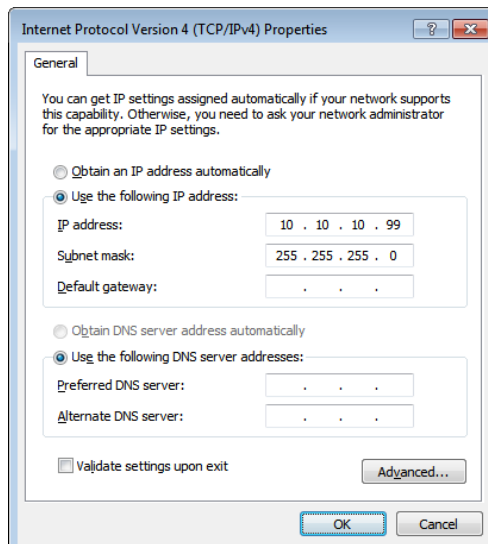 Internet Protocol Version 4 (TCP/IPv4) Properties
General
You can get IP settings assigned automatically if your network supports
this capability. Otherwise, you need to ask your network administrator
for the appropriate IP settings.
Obtain an IP address automatically
Use the following IP address:
IP address: 10 . 10 . 10 . 99
Subnet mask: 255 . 255 . 255 . 0
Default gateway: . . .
Obtain DNS server address automatically
Use the following DNS server addresses:
Preferred DNS server: . . .
Alternate DNS server: . . .
Validate settings upon exit
Advanced...
OK Cancel